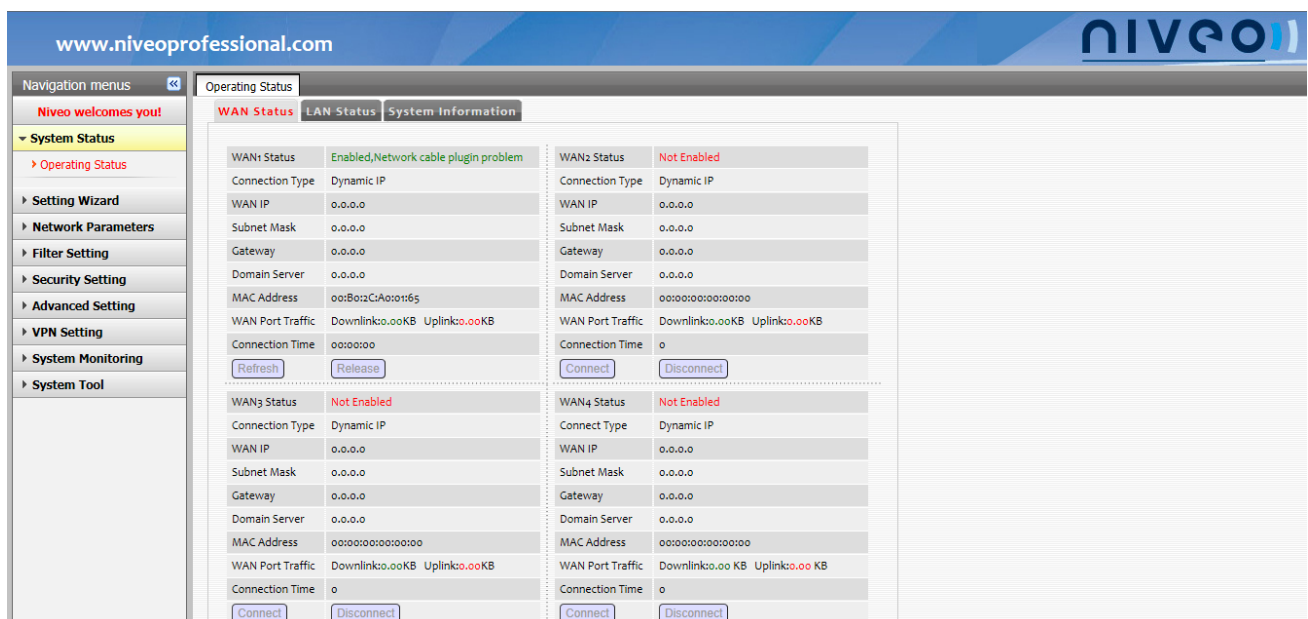 www.niveoprofessional.com
niveo
Navigation menus
Niveo welcomes you!
System Status
Operating Status
Setting Wizard
Network Parameters
Filter Setting
Security Setting
Advanced Setting
VPN Setting
System Monitoring
System Tool
Operating Status
WAN Status LAN Status System Information
WAN1 Status Enabled,Network cable plugin problem
Connection Type Dynamic IP
WAN IP 0.0.0.0
Subnet Mask 0.0.0.0
Gateway 0.0.0.0
Domain Server 0.0.0.0
MAC Address 00:B0:2C:A0:01:65
WAN Port Traffic Downlink:0.00KB Uplink:0.00KB
Connection Time 00:00:00
Refresh Release
WAN2 Status Not Enabled
Connection Type Dynamic IP
WAN IP 0.0.0.0
Subnet Mask 0.0.0.0
Gateway 0.0.0.0
Domain Server 0.0.0.0
MAC Address 00:00:00:00:00:00
WAN Port Traffic Downlink:0.00KB Uplink:0.00KB
Connection Time 0
Connect Disconnect
WAN3 Status Not Enabled
Connection Type Dynamic IP
WAN IP 0.0.0.0
Subnet Mask 0.0.0.0
Gateway 0.0.0.0
Domain Server 0.0.0.0
MAC Address 00:00:00:00:00:00
WAN Port Traffic Downlink:0.00KB Uplink:0.00KB
Connection Time 0
Connect Disconnect
WAN4 Status Not Enabled
Connect Type Dynamic IP
WAN IP 0.0.0.0
Subnet Mask 0.0.0.0
Gateway 0.0.0.0
Domain Server 0.0.0.0
MAC Address 00:00:00:00:00:00
WAN Port Traffic Downlink:0.00 KB Uplink:0.00 KB
Connection Time 0
Connect Disconnect